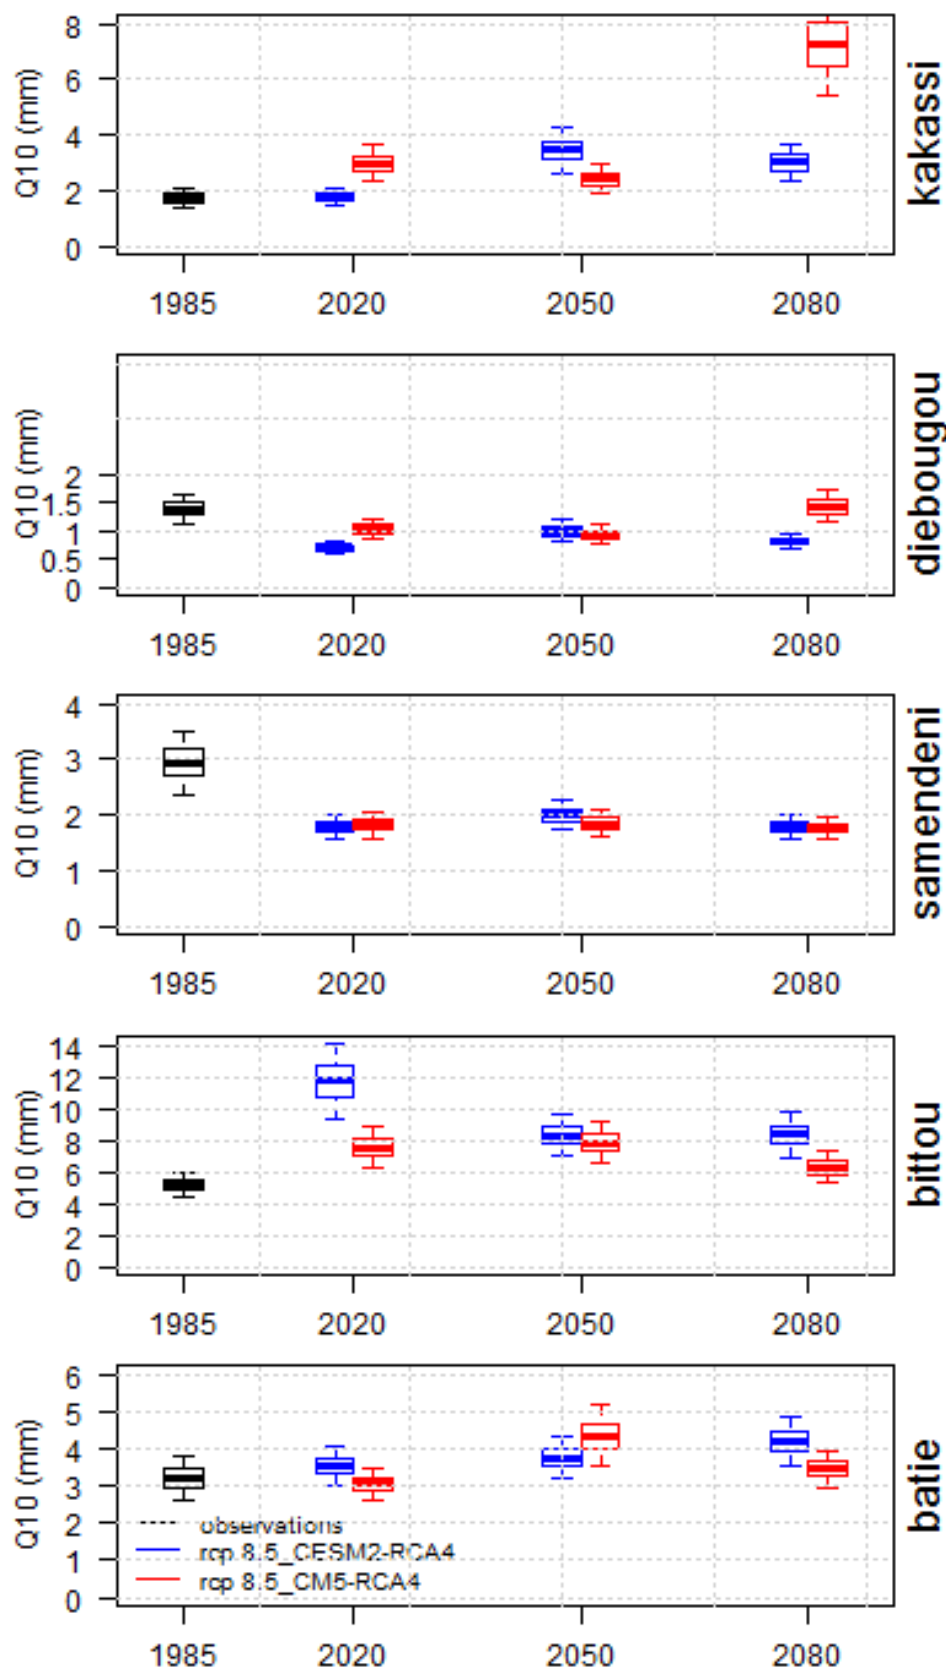 8
6
4
2
0
Q10 (mm)
kakassi
1985 2020 2050 2080
2
1.5
1
0.5
0
Q10 (mm)
diebougou
1985 2020 2050 2080
4
3
2
1
0
Q10 (mm)
samendeni
1985 2020 2050 2080
14
12
10
8
6
4
2
0
Q10 (mm)
bittou
1985 2020 2050 2080
6
5
4
3
2
1
0
Q10 (mm)
batie
observations
rcp 8.5_CESM2-RCA4
rcp 8.5_CM5-RCA4
1985 2020 2050 2080